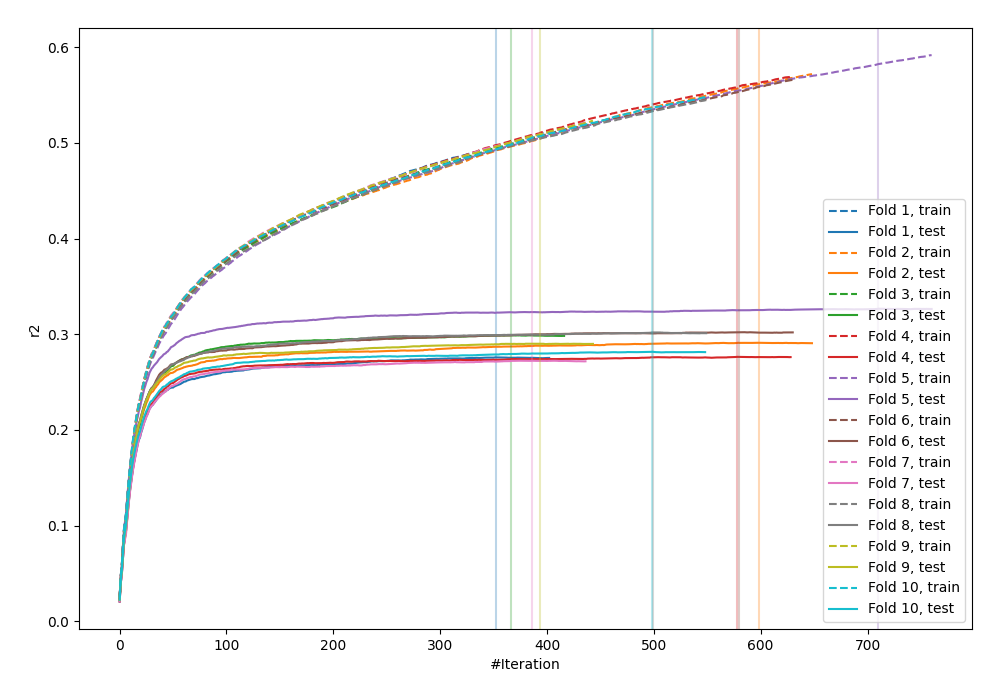 0.6
0.5
0.4
0.3
0.2
0.1
0.0
r2
0
100
200
300
400
500
600
700
#Iteration
Fold 1, train
Fold 1, test
Fold 2, train
Fold 2, test
Fold 3, train
Fold 3, test
Fold 4, train
Fold 4, test
Fold 5, train
Fold 5, test
Fold 6, train
Fold 6, test
Fold 7, train
Fold 7, test
Fold 8, train
Fold 8, test
Fold 9, train
Fold 9, test
Fold 10, train
Fold 10, test